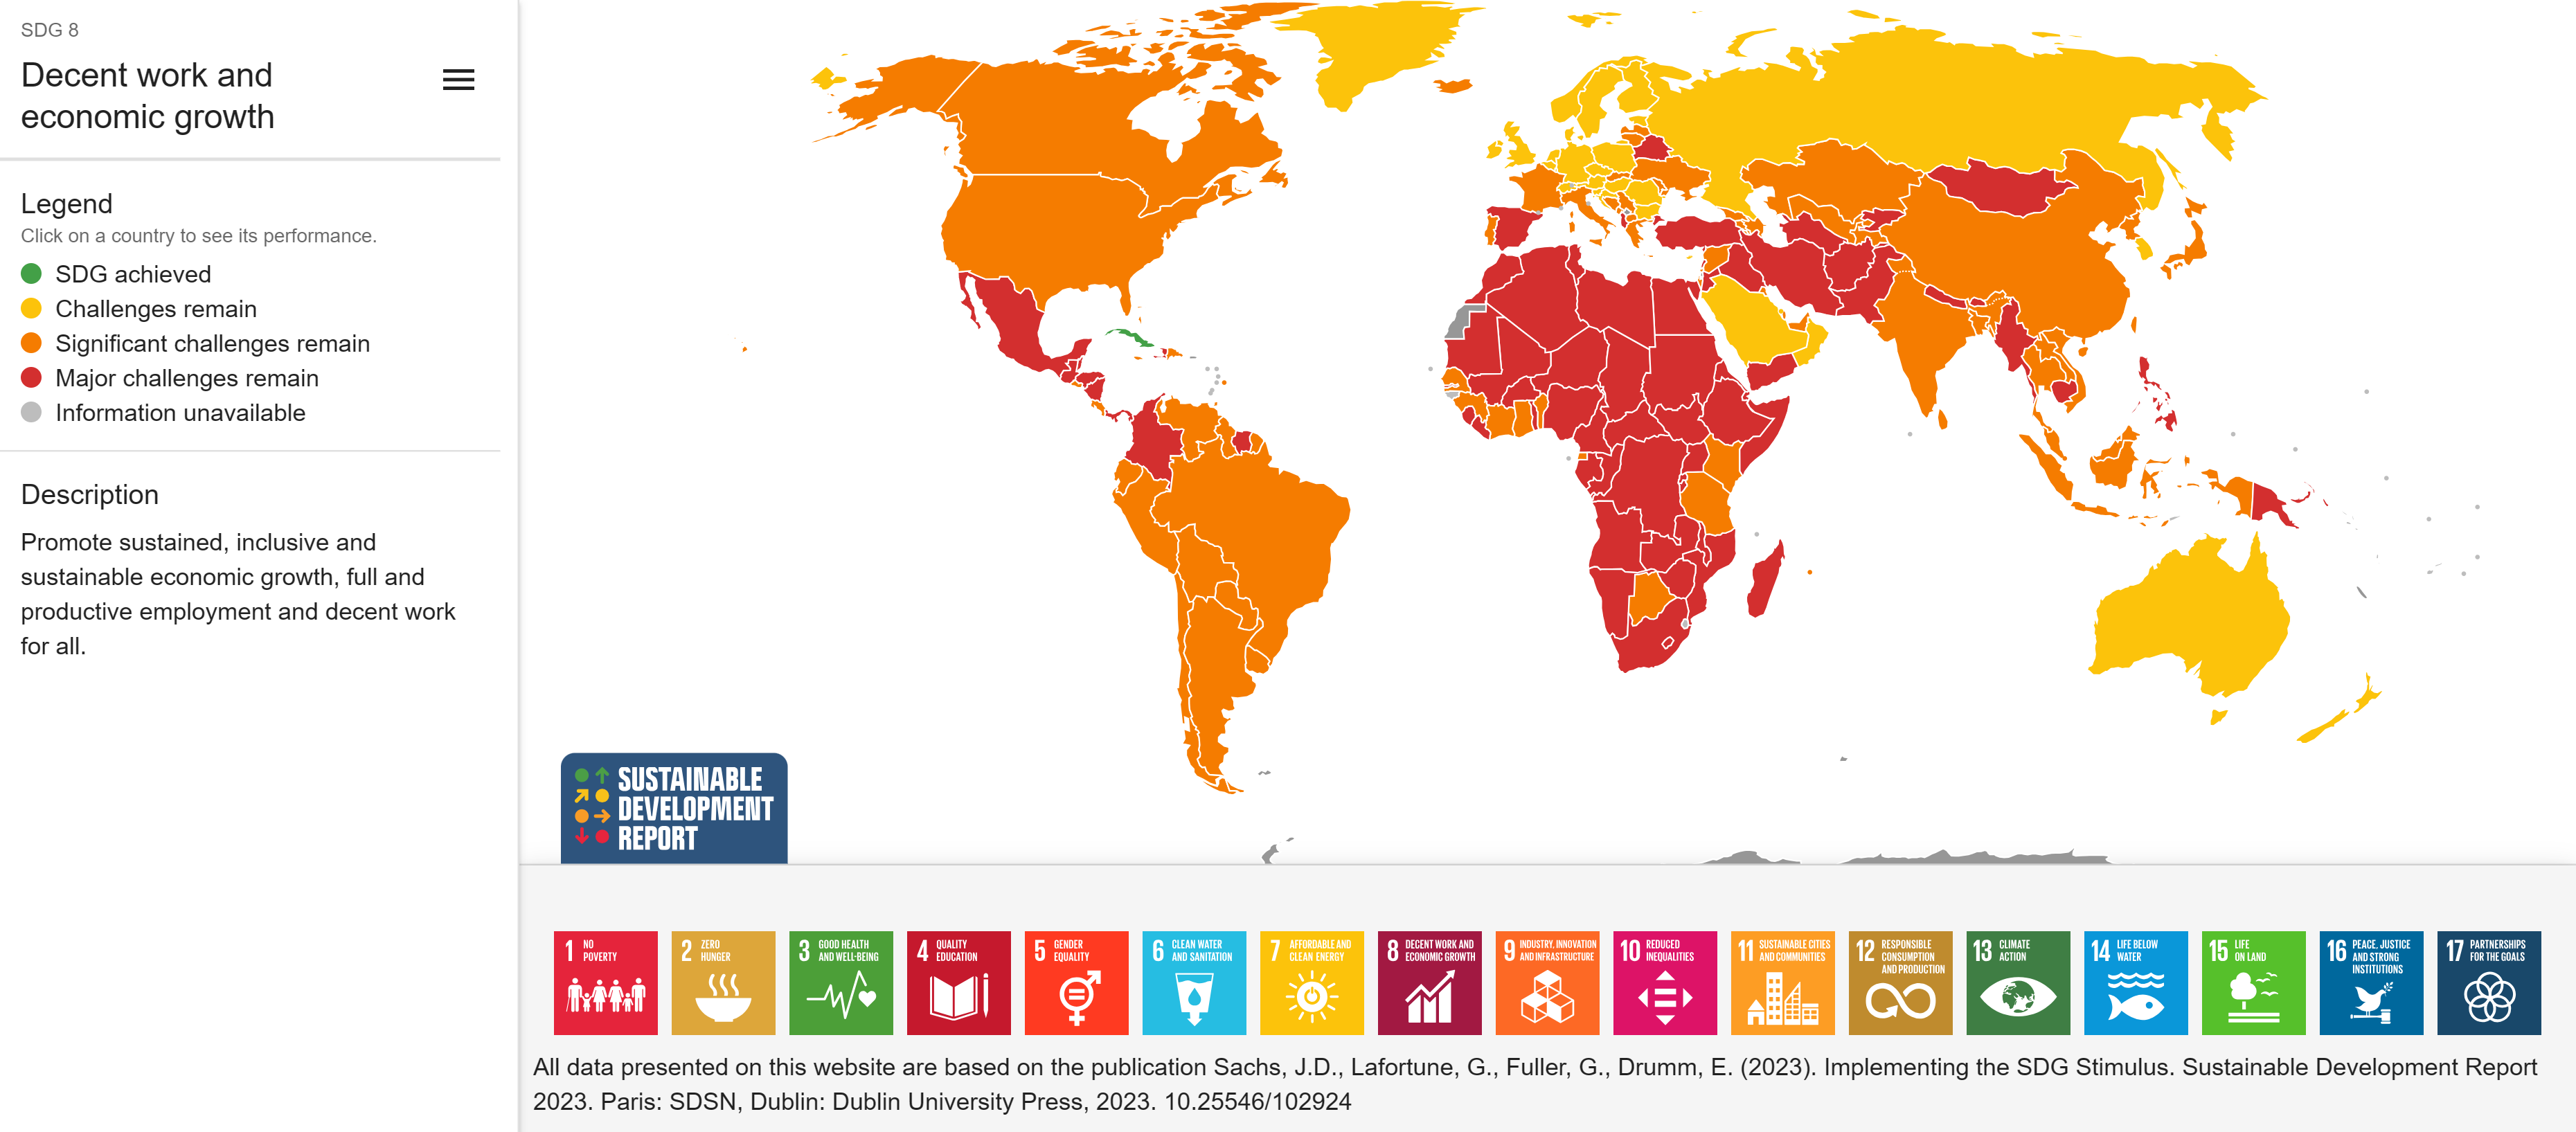 SDG 8
Decent work and
economic growth
Legend
Click on a country to see its performance.
SDG achieved
Challenges remain
Significant challenges remain
Major challenges remain
Information unavailable
Description
Promote sustained, inclusive and
sustainable economic growth, full and
productive employment and decent work
for all.
SUSTAINABLE
DEVELOPMENT
REPORT
1 NO
POVERTY
2 ZERO
HUNGER
3 GOOD HEALTH
AND WELL-BEING
4 QUALITY
EDUCATION
5 GENDER
EQUALITY
6 CLEAN WATER
AND SANITATION
7 AFFORDABLE AND
CLEAN ENERGY
8 DECENT WORK AND
ECONOMIC GROWTH
9 INDUSTRY, INNOVATION
AND INFRASTRUCTURE
10 REDUCED
INEQUALITIES
11 SUSTAINABLE CITIES
AND COMMUNITIES
12 RESPONSIBLE
CONSUMPTION
AND PRODUCTION
13 CLIMATE
ACTION
14 LIFE BELOW
WATER
15 LIFE
ON LAND
16 PEACE, JUSTICE
AND STRONG
INSTITUTIONS
17 PARTNERSHIPS
FOR THE GOALS
All data presented on this website are based on the publication Sachs, J.D., Lafortune, G., Fuller, G., Drumm, E. (2023). Implementing the SDG Stimulus. Sustainable Development Report
2023. Paris: SDSN, Dublin: Dublin University Press, 2023. 10.25546/102924